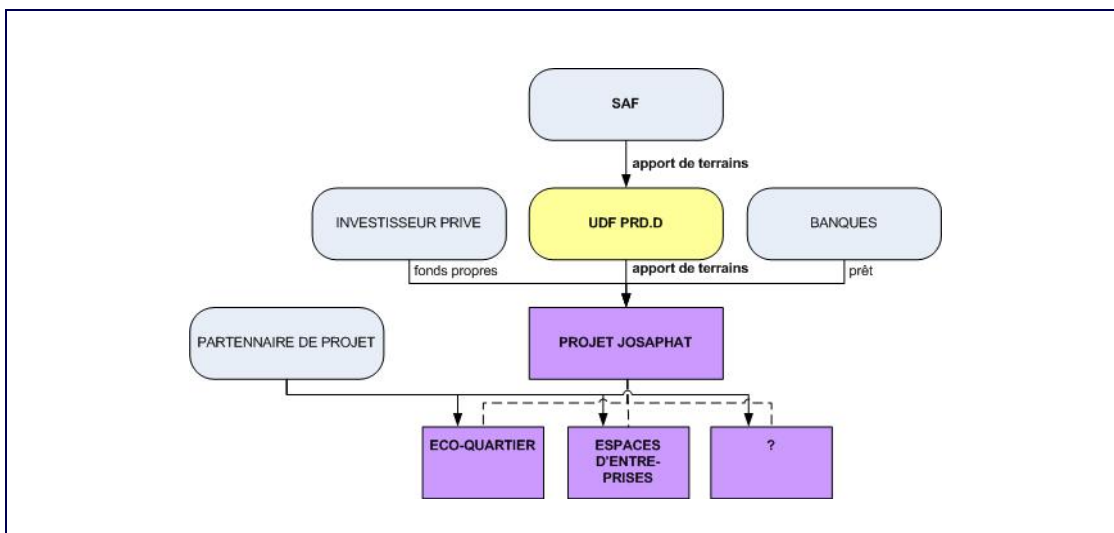 SAF
apport de terrains
INVESTISSEUR PRIVE
UDF PRD.D
BANQUES
fonds propres
apport de terrains
prêt
PARTENNAIRE DE PROJET
PROJET JOSAPHAT
ECO-QUARTIER
ESPACES
D'ENTRE-
PRISES
?